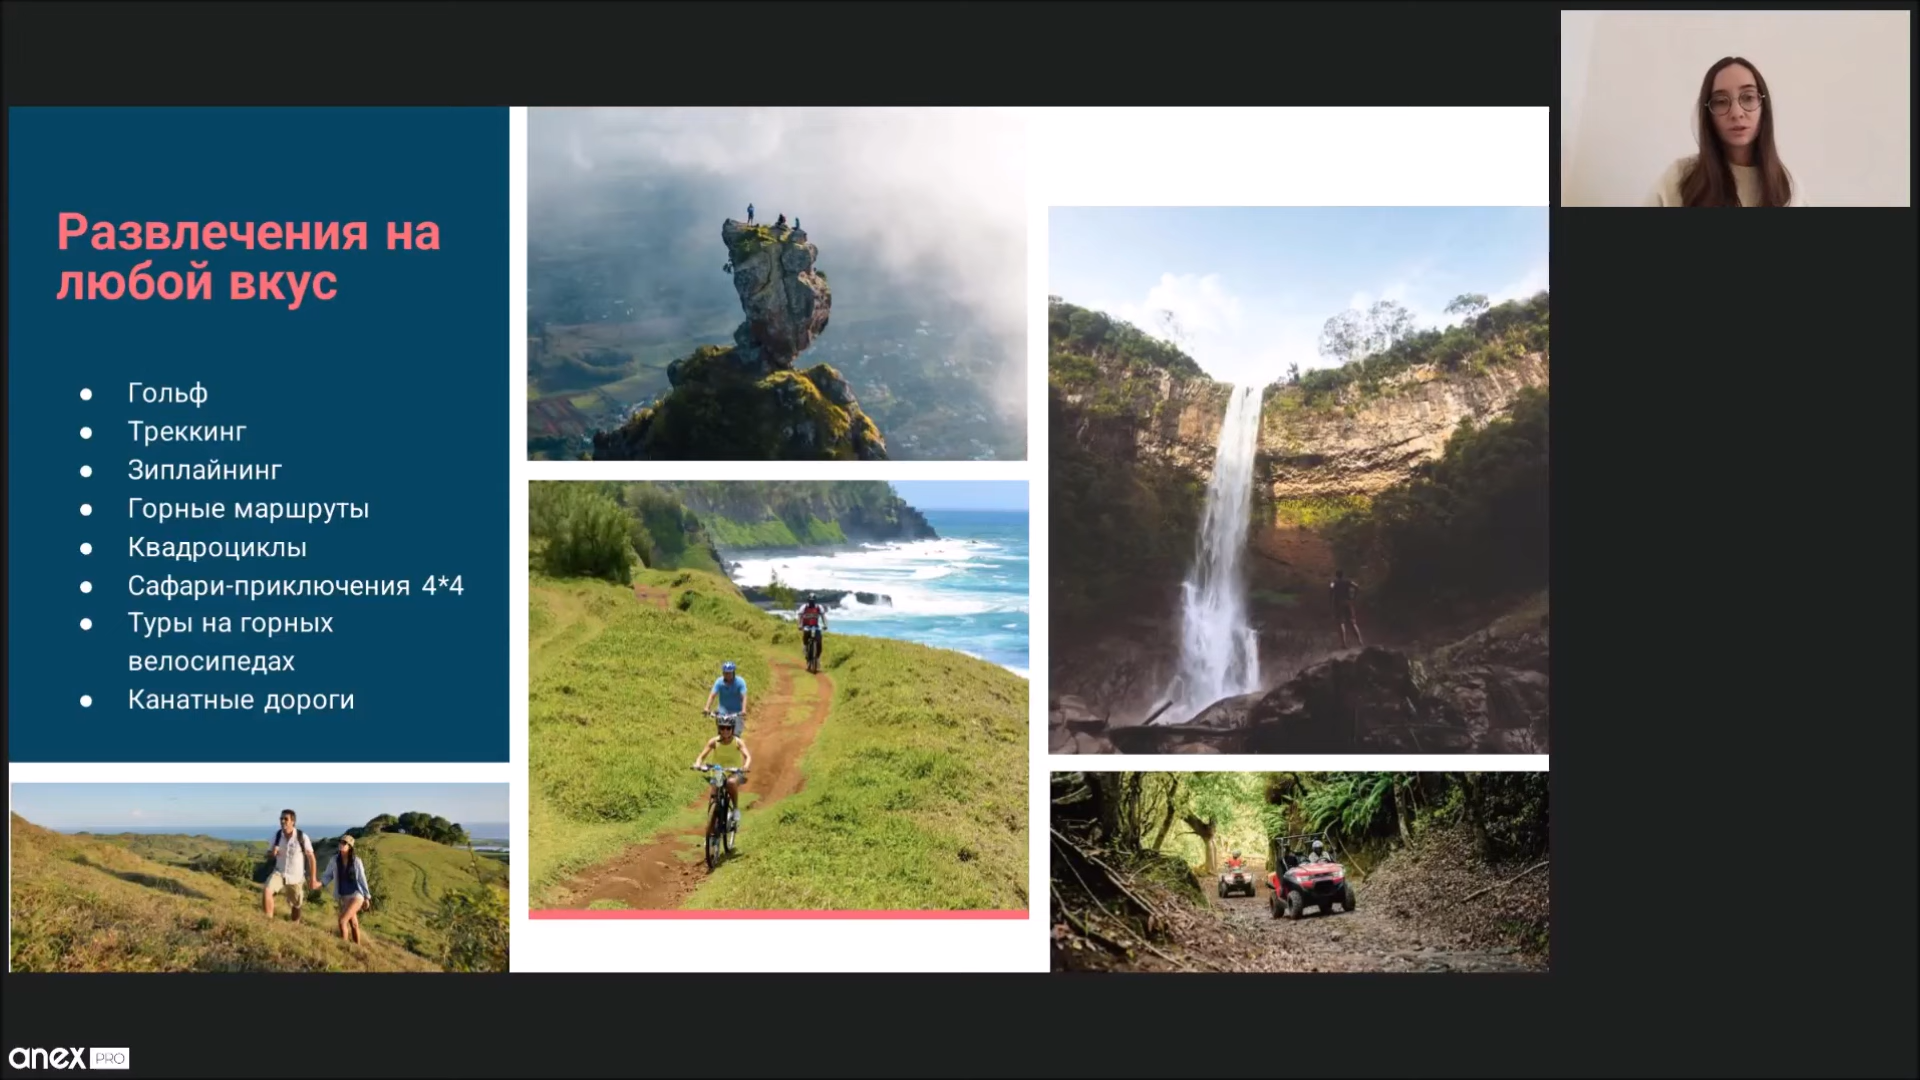 Развлечения на
любой вкус
● Гольф
● Треккинг
● Зиплайнинг
● Горные маршруты
● Квадроциклы
● Сафари-приключения 4*4
● Туры на горных
велосипедах
● Канатные дороги
anex PRO